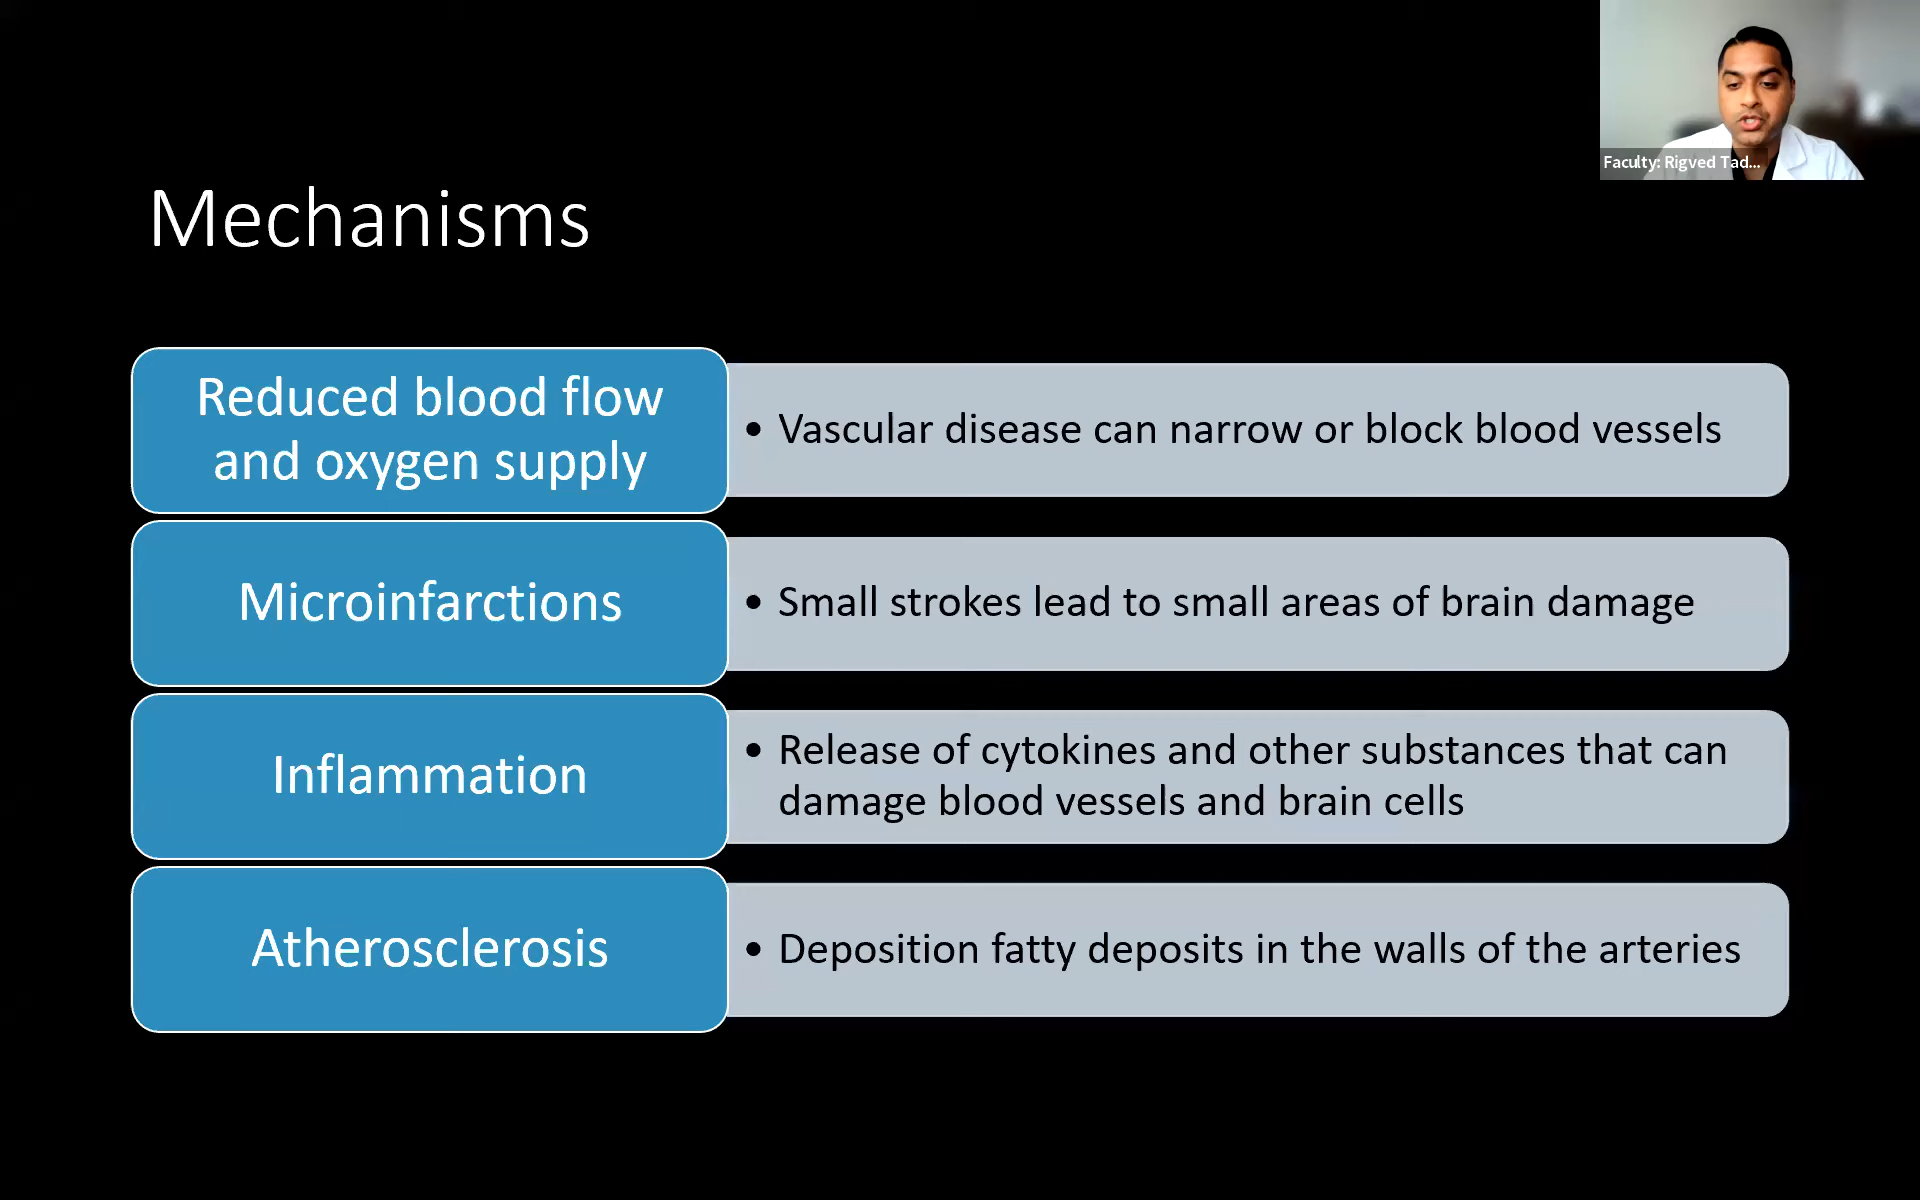 Faculty: Rigved Tad...
Mechanisms
Reduced blood flow
and oxygen supply
• Vascular disease can narrow or block blood vessels
Microinfarctions
• Small strokes lead to small areas of brain damage
Inflammation
• Release of cytokines and other substances that can
damage blood vessels and brain cells
Atherosclerosis
• Deposition fatty deposits in the walls of the arteries